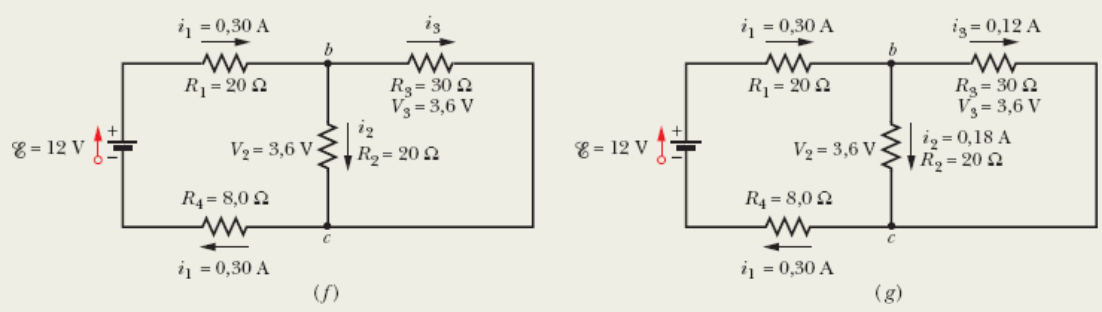 i₁ = 0,30 A
R₁ = 20 Ω
b
i₃
R₃ = 30 Ω
V₃ = 3,6 V
ℰ = 12 V
+
−
V₂ = 3,6 V
i₂
R₂ = 20 Ω
R₄ = 8,0 Ω
c
i₁ = 0,30 A
(f)
i₁ = 0,30 A
R₁ = 20 Ω
b
i₃ = 0,12 A
R₃ = 30 Ω
V₃ = 3,6 V
ℰ = 12 V
+
−
V₂ = 3,6 V
i₂ = 0,18 A
R₂ = 20 Ω
R₄ = 8,0 Ω
c
i₁ = 0,30 A
(g)